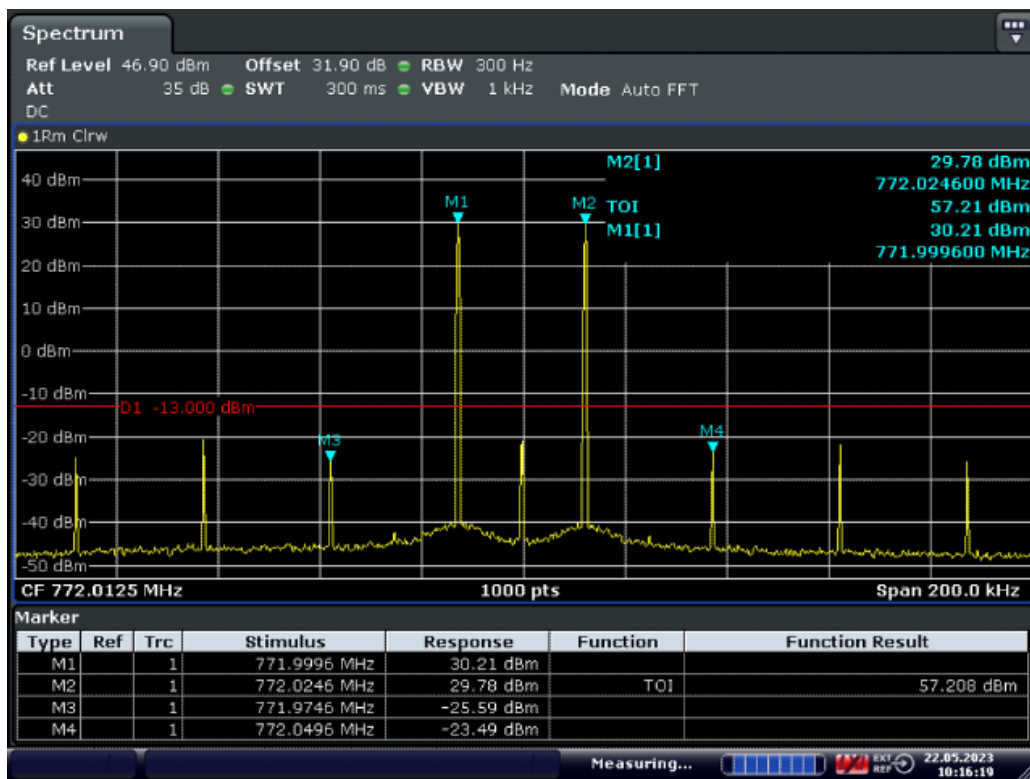 Spectrum
Ref Level 46.90 dBm Offset 31.90 dB RBW 300 Hz
Att 35 dB SWT 300 ms VBW 1 kHz Mode Auto FFT
DC
1Rm Clrw
M2[1] 29.78 dBm
772.024600 MHz
TOI 57.21 dBm
M1[1] 30.21 dBm
771.999600 MHz
40 dBm
M1 M2
30 dBm
20 dBm
10 dBm
0 dBm
-10 dBm
D1 -13.000 dBm
-20 dBm
M3 M4
-30 dBm
-40 dBm
-50 dBm
CF 772.0125 MHz 1000 pts Span 200.0 kHz
Marker
Type Ref Trc Stimulus Response Function Function Result
M1 1 771.9996 MHz 30.21 dBm
M2 1 772.0246 MHz 29.78 dBm TOI 57.208 dBm
M3 1 771.9746 MHz -25.59 dBm
M4 1 772.0496 MHz -23.49 dBm
Measuring... EXT REF 22.05.2023
10:16:19